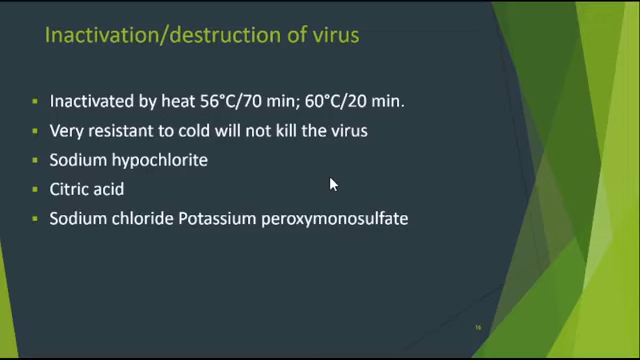 Inactivation/destruction of virus
Inactivated by heat 56°C/70 min; 60°C/20 min.
Very resistant to cold will not kill the virus
Sodium hypochlorite
Citric acid
Sodium chloride Potassium peroxymonosulfate
16